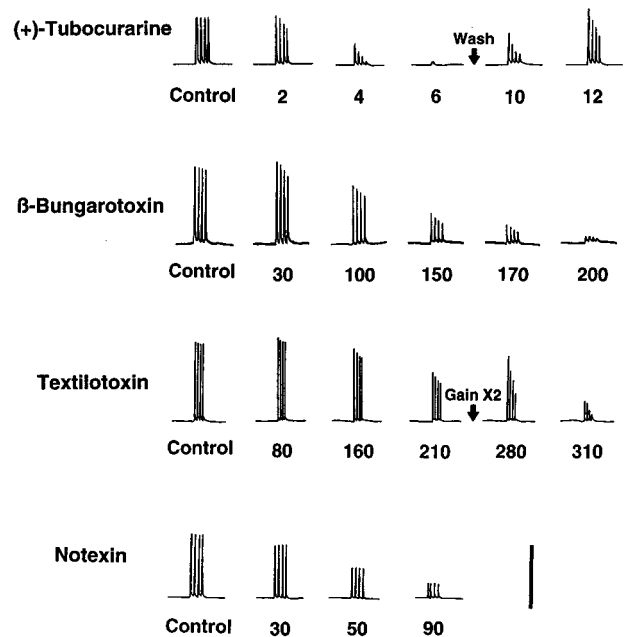 (+)-Tubocurarine
Wash
Control 2 4 6 10 12
ß-Bungarotoxin
Control 30 100 150 170 200
Textilotoxin
Gain X2
Control 80 160 210 280 310
Notexin
Control 30 50 90